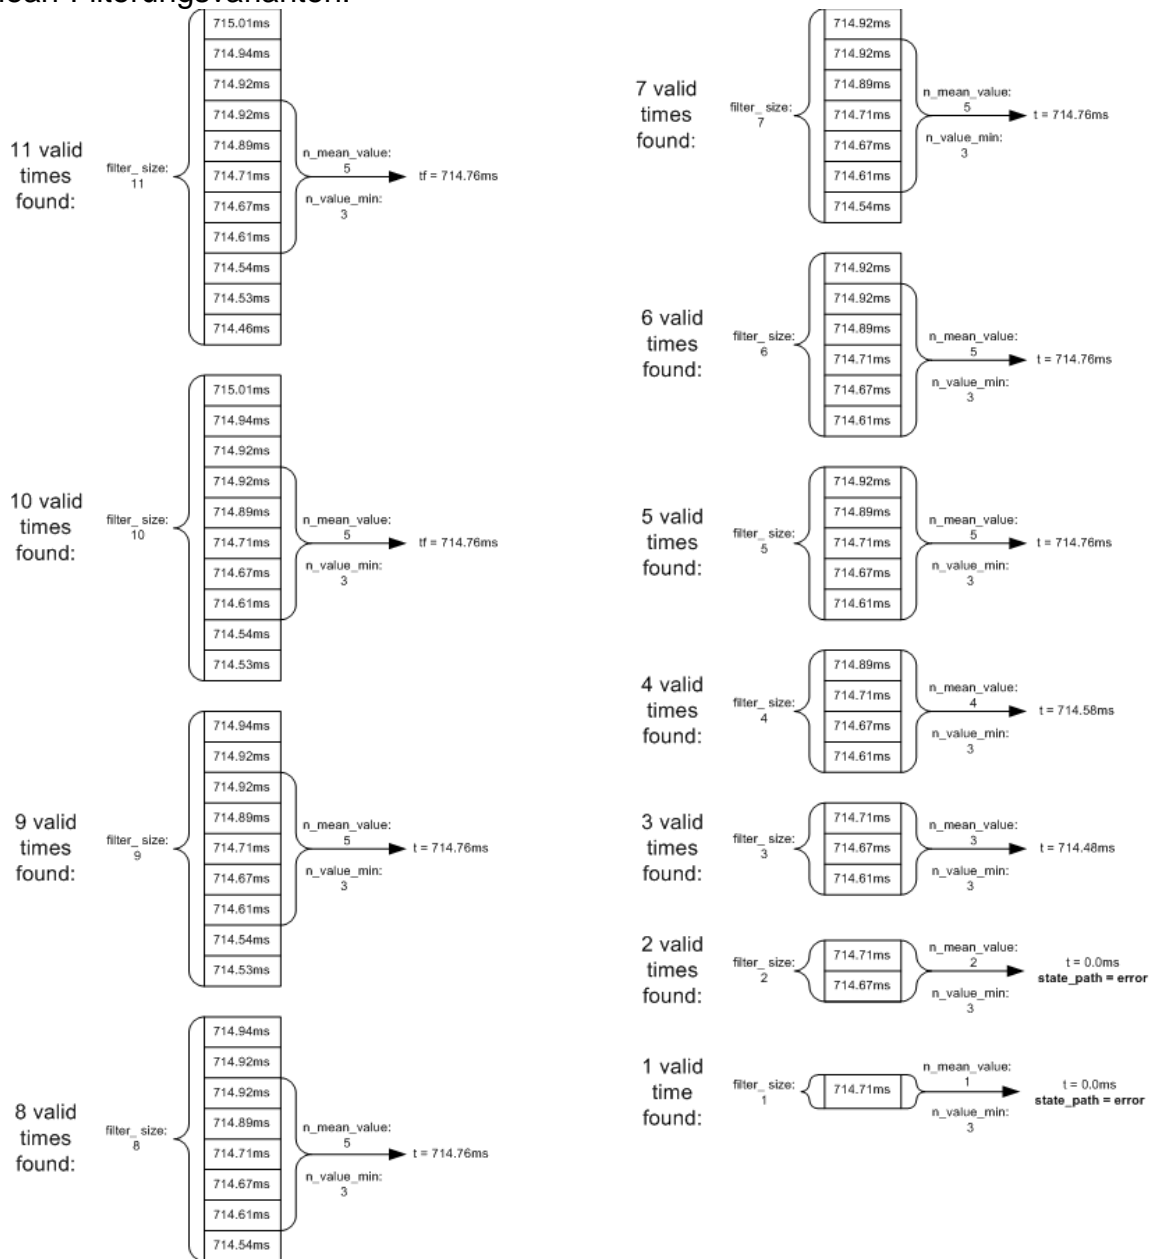 ean-Filterungsvarianten:
11 valid
times
found:
filter_ size:
11
715.01ms
714.94ms
714.92ms
714.92ms
714.89ms
714.71ms
714.67ms
714.61ms
714.54ms
714.53ms
714.46ms
n_mean_value:
5
n_value_min:
3
tf = 714.76ms
10 valid
times
found:
filter_ size:
10
715.01ms
714.94ms
714.92ms
714.92ms
714.89ms
714.71ms
714.67ms
714.61ms
714.54ms
714.53ms
n_mean_value:
5
n_value_min:
3
tf = 714.76ms
9 valid
times
found:
filter_ size:
9
714.94ms
714.92ms
714.92ms
714.89ms
714.71ms
714.67ms
714.61ms
714.54ms
714.53ms
n_mean_value:
5
n_value_min:
3
t = 714.76ms
8 valid
times
found:
filter_ size:
8
714.94ms
714.92ms
714.92ms
714.89ms
714.71ms
714.67ms
714.61ms
714.54ms
n_mean_value:
5
n_value_min:
3
t = 714.76ms
7 valid
times
found:
filter_ size:
7
714.92ms
714.92ms
714.89ms
714.71ms
714.67ms
714.61ms
714.54ms
n_mean_value:
5
n_value_min:
3
t = 714.76ms
6 valid
times
found:
filter_ size:
6
714.92ms
714.92ms
714.89ms
714.71ms
714.67ms
714.61ms
n_mean_value:
5
n_value_min:
3
t = 714.76ms
5 valid
times
found:
filter_ size:
5
714.92ms
714.89ms
714.71ms
714.67ms
714.61ms
n_mean_value:
5
n_value_min:
3
t = 714.76ms
4 valid
times
found:
filter_ size:
4
714.89ms
714.71ms
714.67ms
714.61ms
n_mean_value:
4
n_value_min:
3
t = 714.58ms
3 valid
times
found:
filter_ size:
3
714.71ms
714.67ms
714.61ms
n_mean_value:
3
n_value_min:
3
t = 714.48ms
2 valid
times
found:
filter_ size:
2
714.71ms
714.67ms
n_mean_value:
2
n_value_min:
3
t = 0.0ms
state_path = error
1 valid
time
found:
filter_ size:
1
714.71ms
n_mean_value:
1
n_value_min:
3
t = 0.0ms
state_path = error